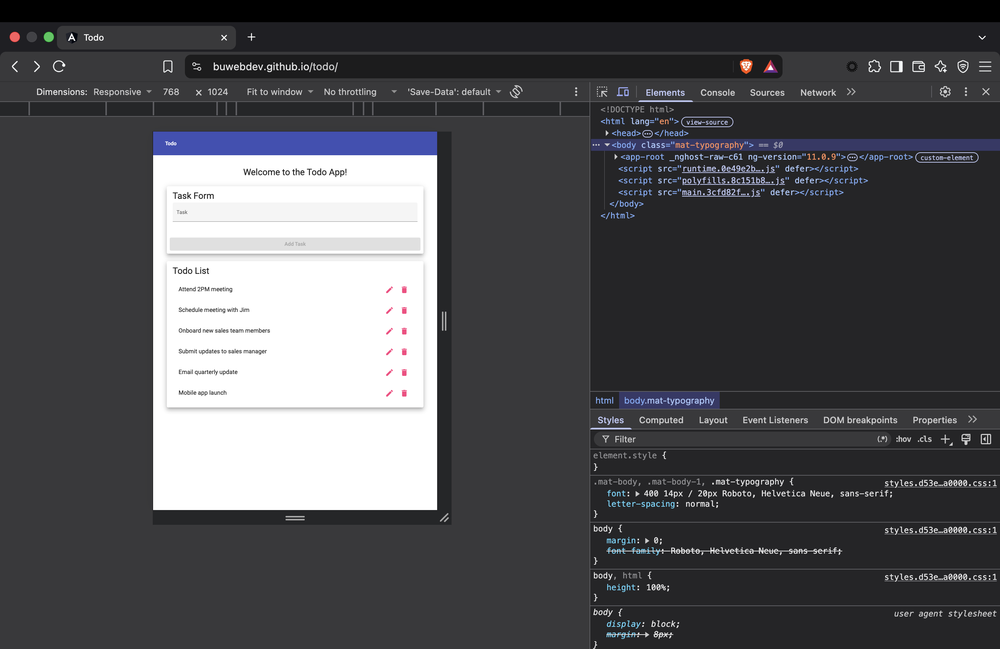 Todo
buwebdev.github.io/todo/
Dimensions: Responsive 768 x 1024 Fit to window No throttling 'Save-Data': default
Elements Console Sources Network
Todo
Welcome to the Todo App!
Task Form
Task
Add Task
Todo List
Attend 2PM meeting
Schedule meeting with Jim
Onboard new sales team members
Submit updates to sales manager
Email quarterly update
Mobile app launch
<!DOCTYPE html>
<html lang="en"> view-source
<head>…</head>
<body class="mat-typography"> == $0
<app-root _nghost-raw-c61 ng-version="11.0.9">…</app-root> custom-element
<script src="runtime.0e49e2b….js" defer></script>
<script src="polyfills.8c151b8….js" defer></script>
<script src="main.3cfd82f….js" defer></script>
</body>
</html>
html body.mat-typography
Styles Computed Layout Event Listeners DOM breakpoints Properties
Filter :hov .cls
element.style {
}
.mat-body, .mat-body-1, .mat-typography { styles.d53e…a0000.css:1
font: 400 14px / 20px Roboto, Helvetica Neue, sans-serif;
letter-spacing: normal;
}
body { styles.d53e…a0000.css:1
margin: 0;
font-family: Roboto, Helvetica Neue, sans-serif;
}
body, html { styles.d53e…a0000.css:1
height: 100%;
}
body { user agent stylesheet
display: block;
margin: 8px;
}